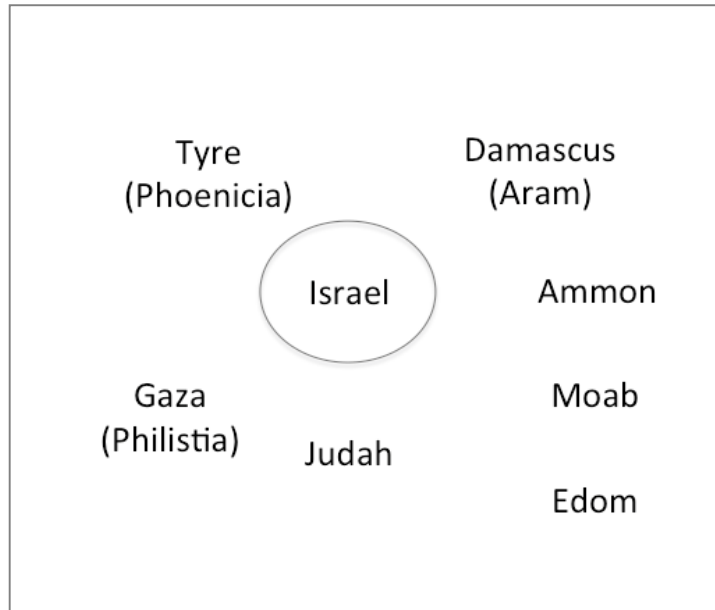 Tyre
(Phoenicia)
Damascus
(Aram)
Israel
Ammon
Gaza
(Philistia)
Moab
Judah
Edom